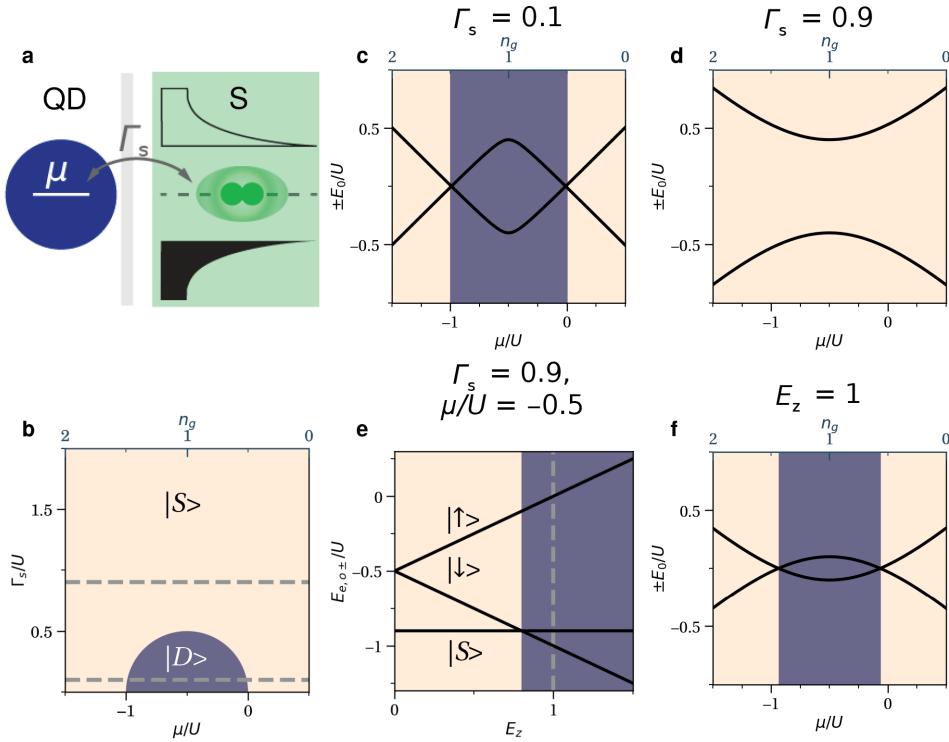 a
QD
S
Γs
μ
Γs = 0.1
c
ng
2 1 0
0.5
−0.5
±E0/U
−1 0
μ/U
Γs = 0.9
d
ng
2 1 0
0.5
−0.5
±E0/U
−1 0
μ/U
b
ng
2 1 0
|S>
1.5
0.5
Γs/U
|D>
−1 0
μ/U
Γs = 0.9,
μ/U = –0.5
e
0
−0.5
−1
Ee,o±/U
|↑>
|↓>
|S>
0 1
Ez
Ez = 1
f
ng
2 1 0
0.5
−0.5
±E0/U
−1 0
μ/U